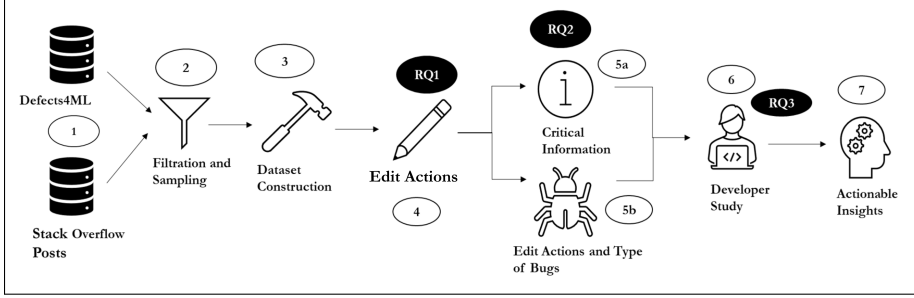 Defects4ML
1
Stack Overflow
Posts
2
Filtration and
Sampling
3
Dataset
Construction
RQ1
Edit Actions
4
RQ2
5a
Critical
Information
5b
Edit Actions and Type
of Bugs
6
RQ3
</>
Developer
Study
7
Actionable
Insights